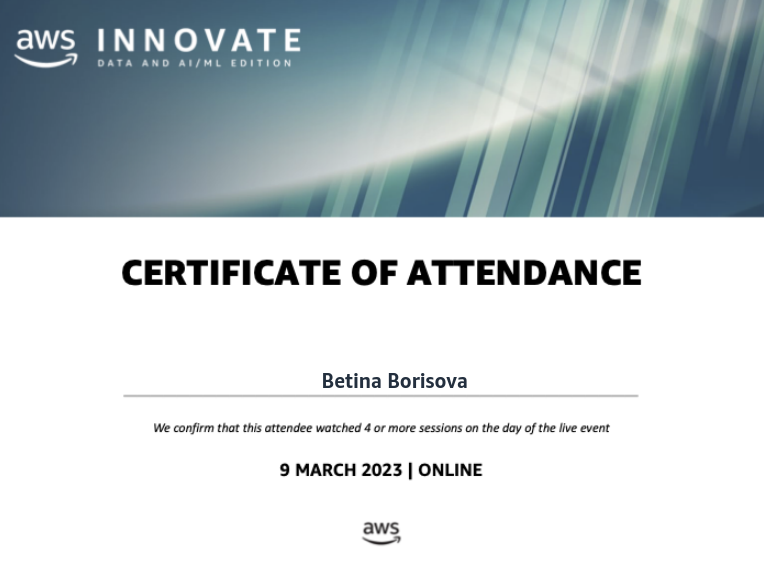 aws INNOVATE
DATA AND AI/ML EDITION
CERTIFICATE OF ATTENDANCE
Betina Borisova
We confirm that this attendee watched 4 or more sessions on the day of the live event
9 MARCH 2023 | ONLINE
aws